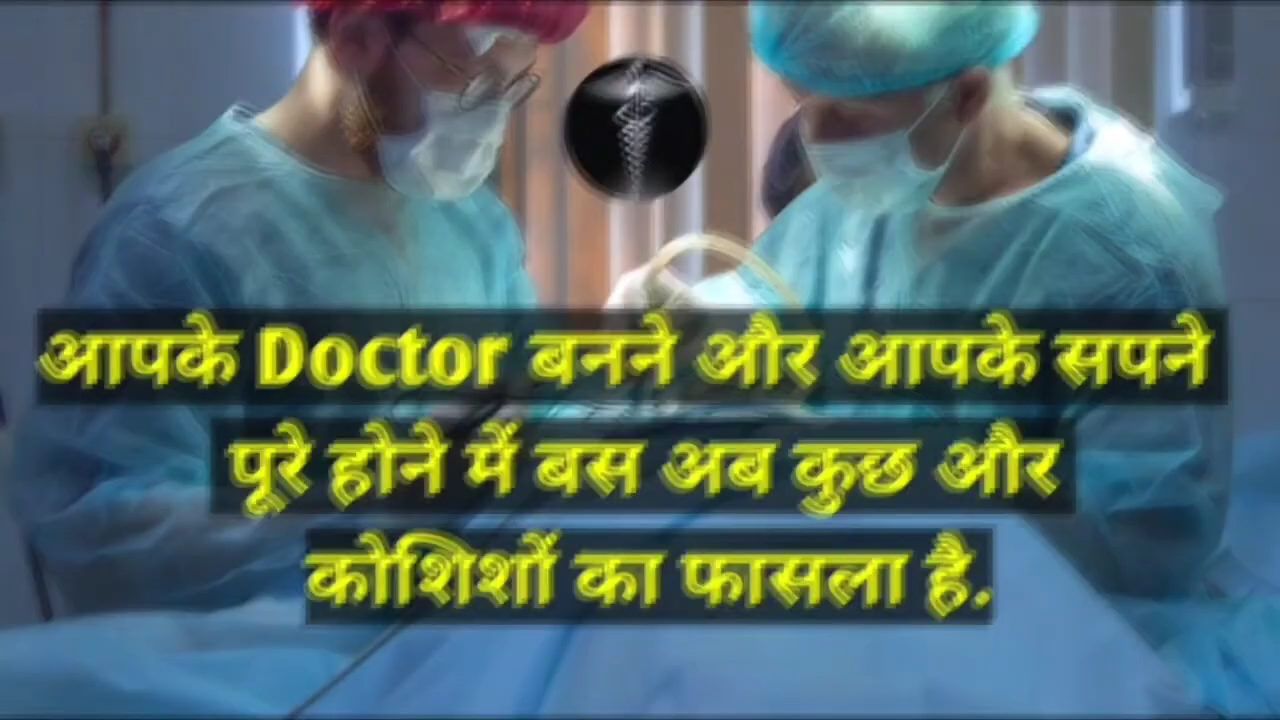 आपके Doctor बनने और आपके सपने
पूरे होने में बस अब कुछ और
कोशिशों का फासला है.